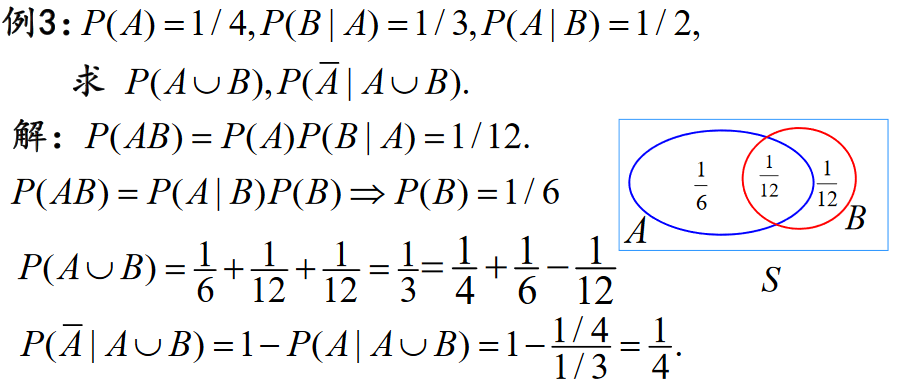 例3: P(A) = 1/4, P(B | A) = 1/3, P(A | B) = 1/2,
求 P(A∪B), P(A̅ | A∪B).
解: P(AB) = P(A)P(B | A) = 1/12.
P(AB) = P(A | B)P(B) ⇒ P(B) = 1/6
P(A∪B) = 1/6 + 1/12 + 1/12 = 1/3 = 1/4 + 1/6 − 1/12
P(A̅ | A∪B) = 1 − P(A | A∪B) = 1 − (1/4)/(1/3) = 1/4.
1/6 1/12 1/12
A B
S